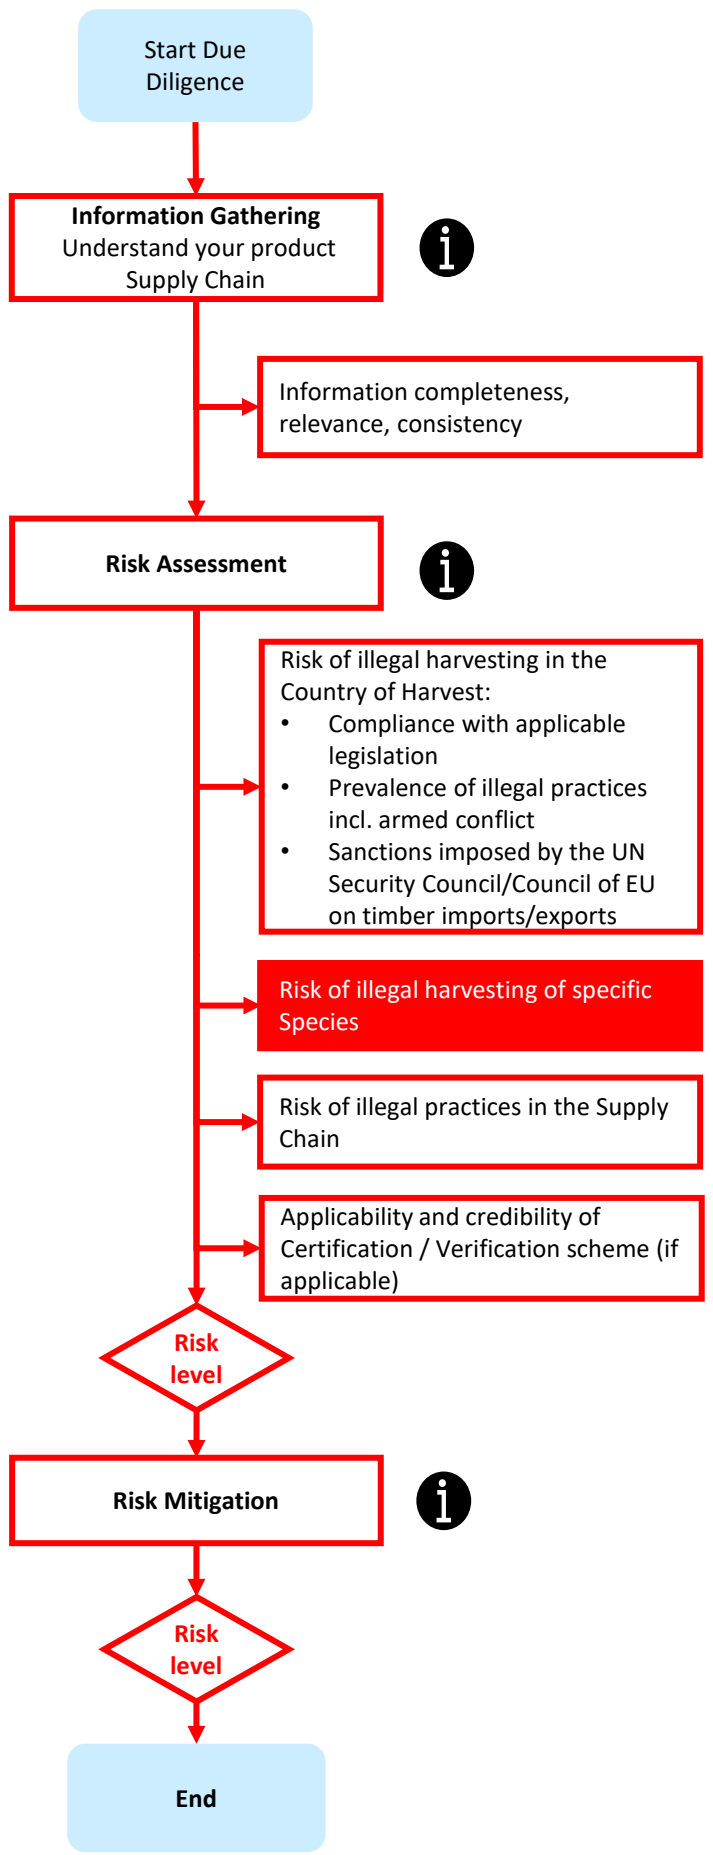 Start Due
Diligence
Information Gathering
Understand your product
Supply Chain
Information completeness,
relevance, consistency
Risk Assessment
Risk of illegal harvesting in the
Country of Harvest:
• Compliance with applicable
legislation
• Prevalence of illegal practices
incl. armed conflict
• Sanctions imposed by the UN
Security Council/Council of EU
on timber imports/exports
Risk of illegal harvesting of specific
Species
Risk of illegal practices in the Supply
Chain
Applicability and credibility of
Certification / Verification scheme (if
applicable)
Risk
level
Risk Mitigation
Risk
level
End